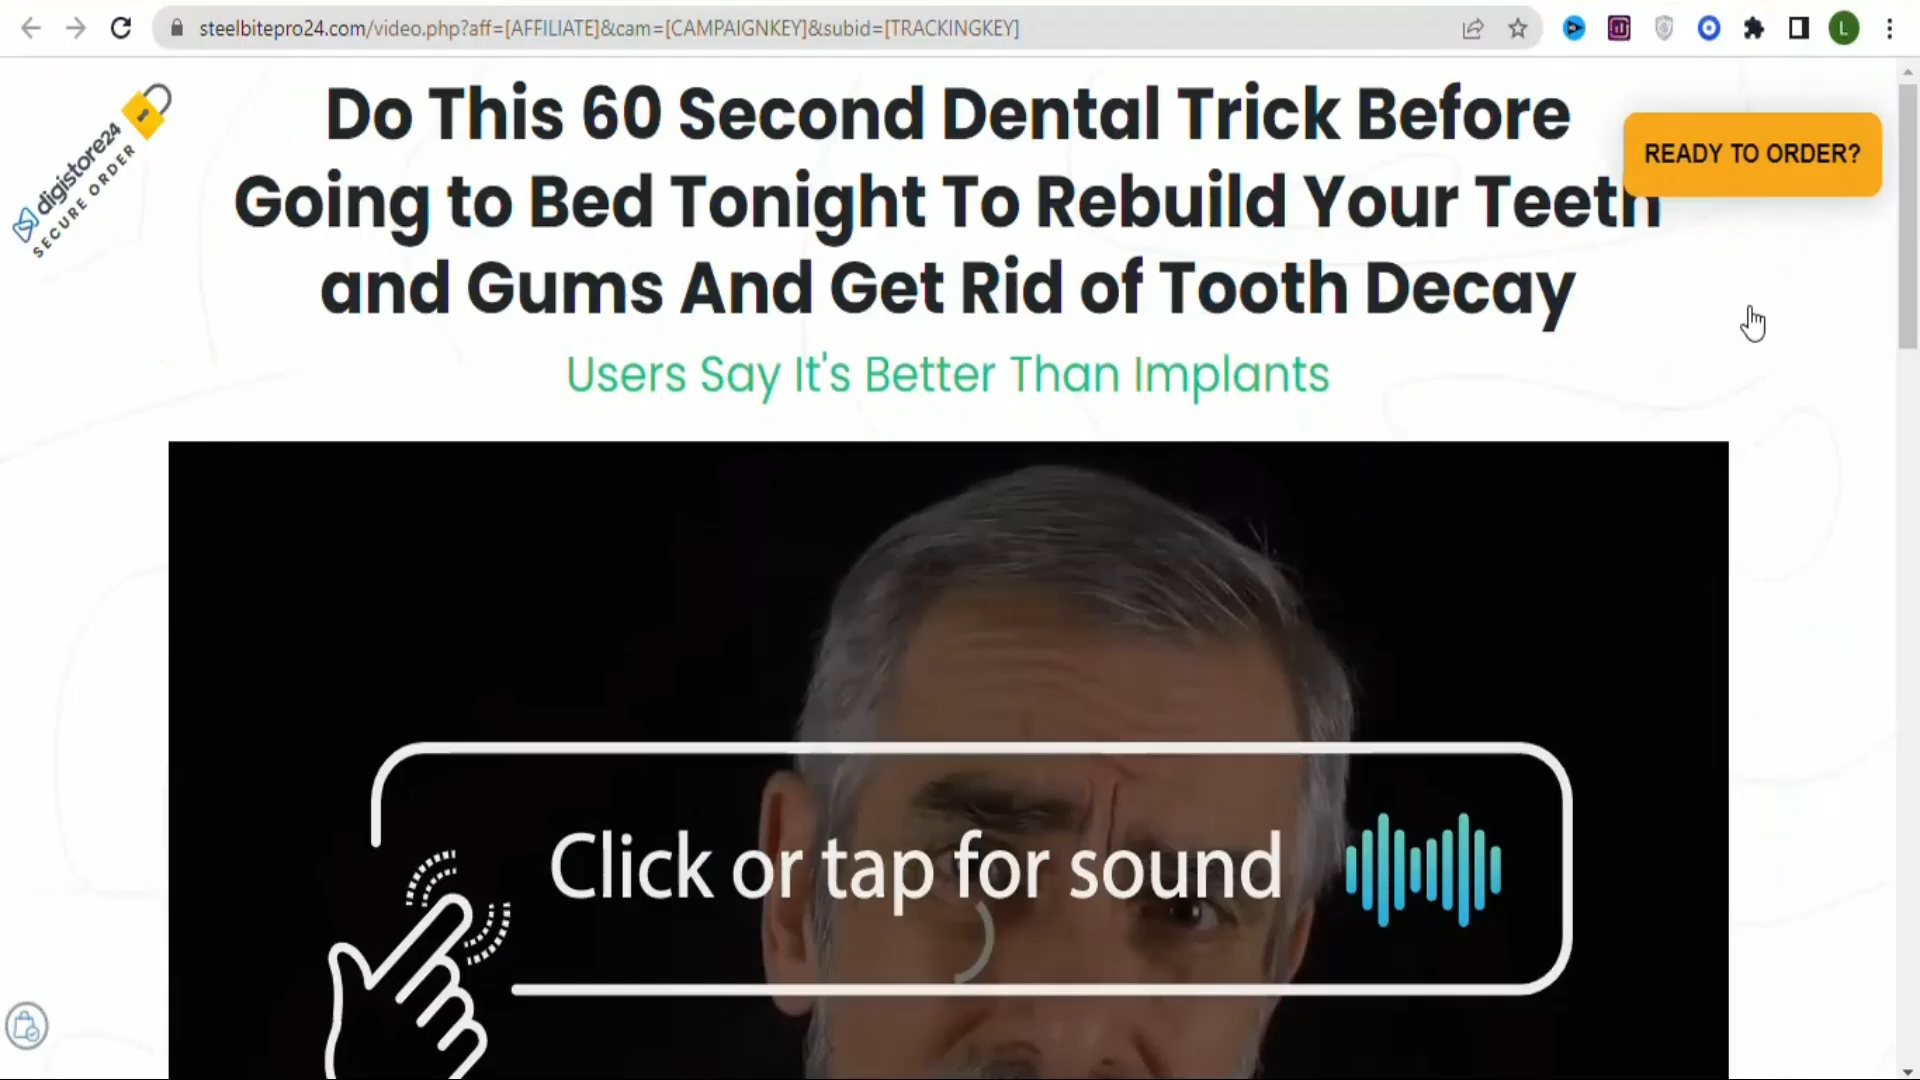 steelbitepro24.com/video.php?aff=[AFFILIATE]&cam=[CAMPAIGNKEY]&subid=[TRACKINGKEY]
L
digistore24
SECURE ORDER
Do This 60 Second Dental Trick Before
Going to Bed Tonight To Rebuild Your Teeth
and Gums And Get Rid of Tooth Decay
READY TO ORDER?
Users Say It's Better Than Implants
Click or tap for sound